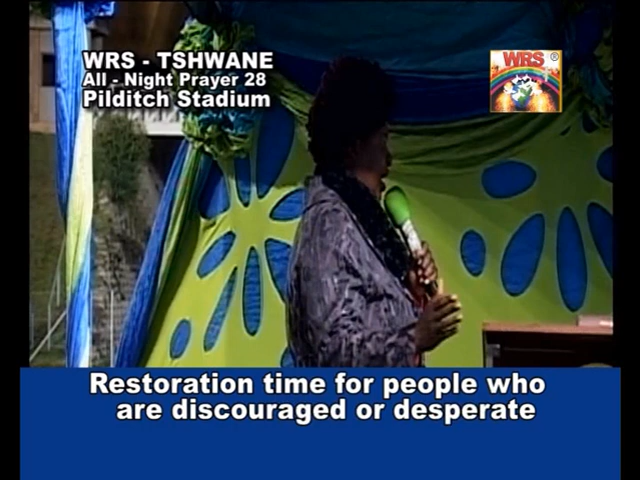 WRS - TSHWANE
All - Night Prayer 28
Pilditch Stadium
WRS®
Restoration time for people who
are discouraged or desperate